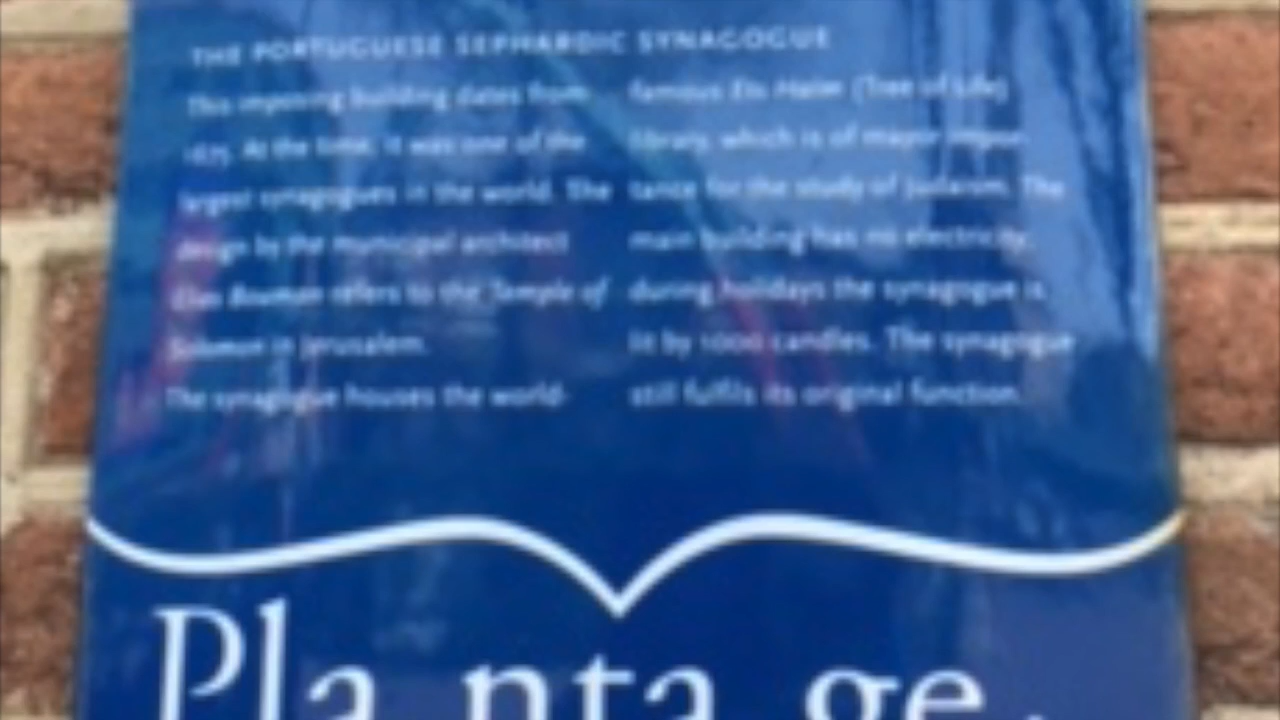 THE PORTUGUESE SEPHARDIC SYNAGOGUE
This imposing building dates from
1675. At the time, it was one of the
largest synagogues in the world. The
design by the municipal architect
Elias Bouman refers to the Temple of
Solomon in Jerusalem.
The synagogue houses the world-
famous Ets Haim (Tree of Life)
library, which is of mayor impor-
tance for the study of Judaism. The
main building has no electricity,
during holidays the synagogue is
lit by 1000 candles. The synagogue
still fulfils its original function.
Pla nta ge